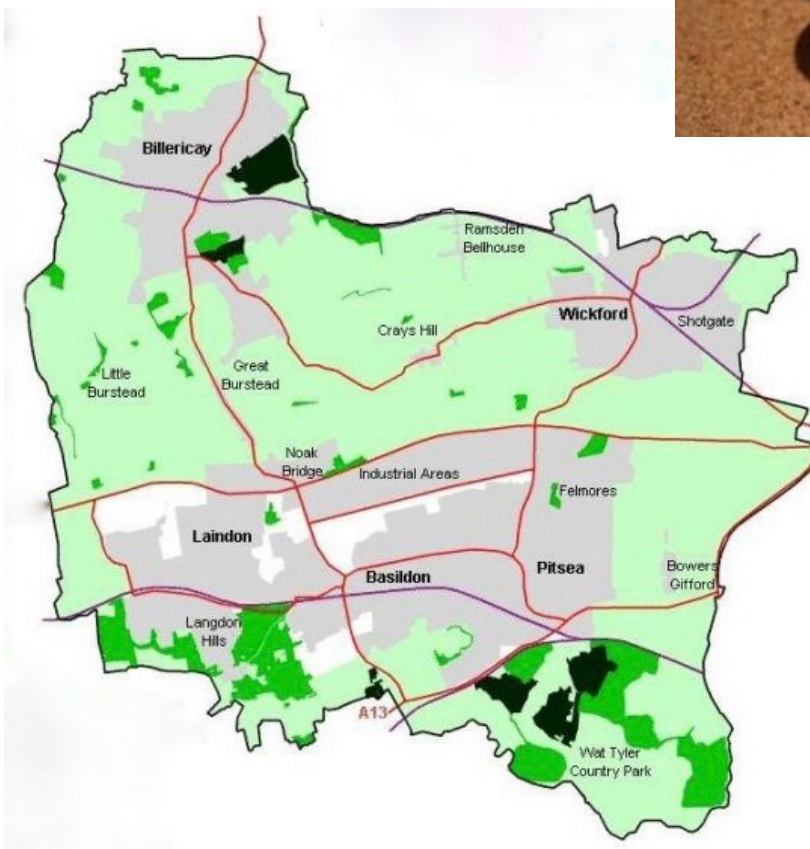 Billericay
Ramsden
Bellhouse
Wickford
Shotgate
Crays Hill
Little
Burstead
Great
Burstead
Noak
Bridge
Industrial Areas
Felmores
Laindon
Basildon
Pitsea
Bowers
Gifford
Langdon
Hills
A13
Wat Tyler
Country Park